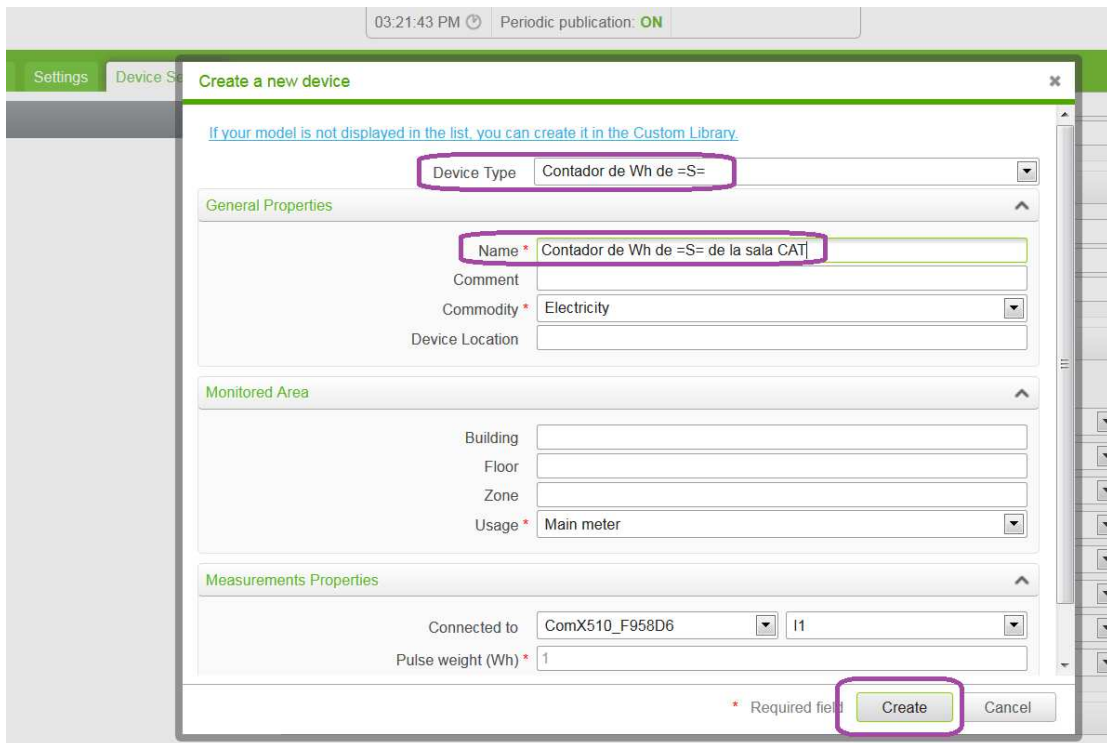 03:21:43 PM Periodic publication: ON
Settings Device Se
Create a new device
If your model is not displayed in the list, you can create it in the Custom Library.
Device Type Contador de Wh de =S=
General Properties
Name * Contador de Wh de =S= de la sala CAT
Comment
Commodity * Electricity
Device Location
Monitored Area
Building
Floor
Zone
Usage * Main meter
Measurements Properties
Connected to ComX510_F958D6 I1
Pulse weight (Wh) * 1
* Required field Create Cancel